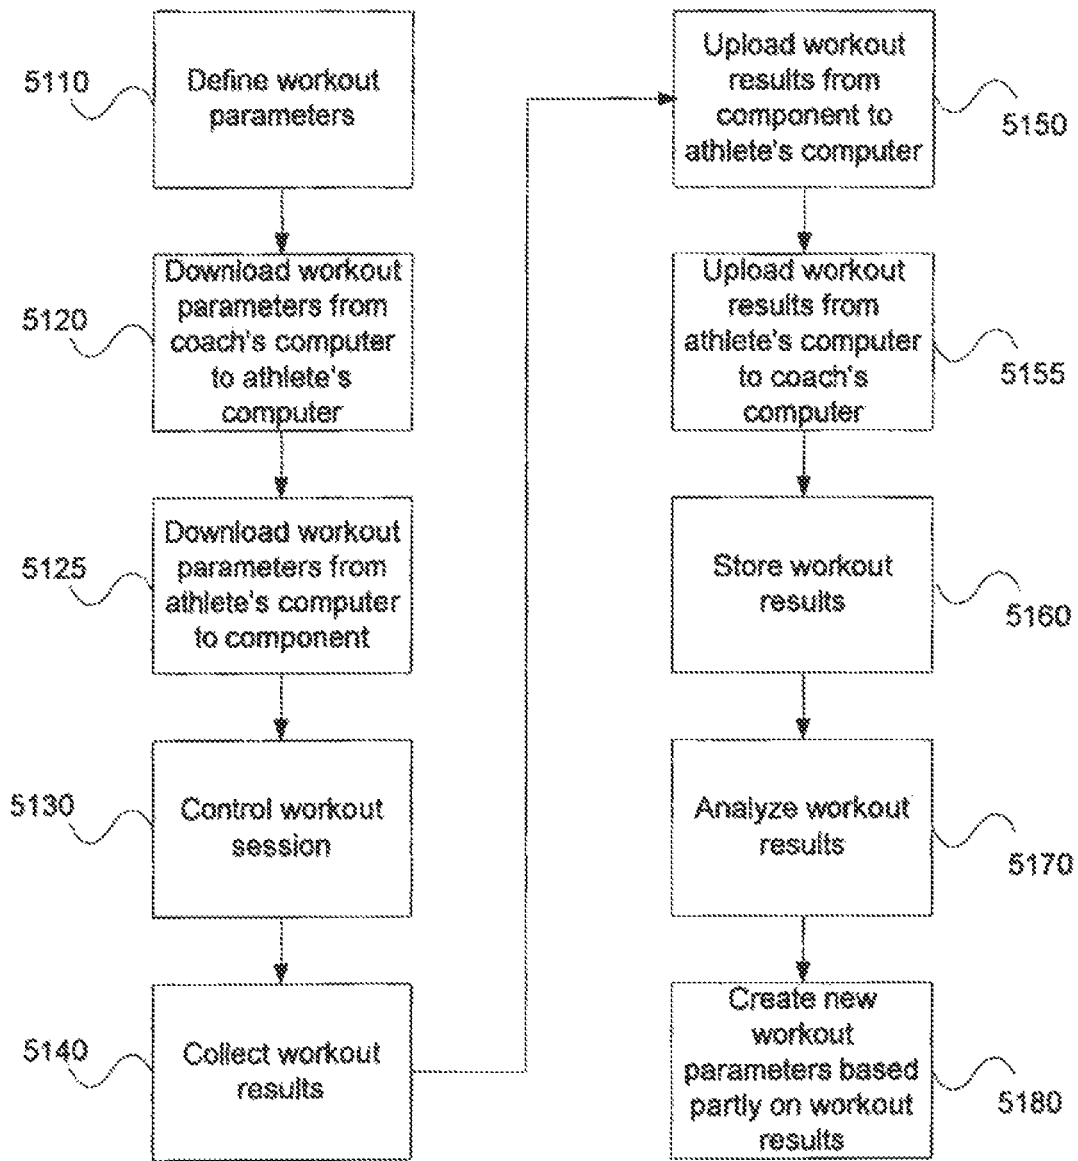 5110
Define workout
parameters
5120
Download workout
parameters from
coach's computer
to athlete's
computer
5125
Download workout
parameters from
athlete's computer
to component
5130
Control workout
session
5140
Collect workout
results
Upload workout
results from
component to
athlete's computer
5150
Upload workout
results from
athlete's computer
to coach's
computer
5155
Store workout
results
5160
Analyze workout
results
5170
Create new
workout
parameters based
partly on workout
results
5180